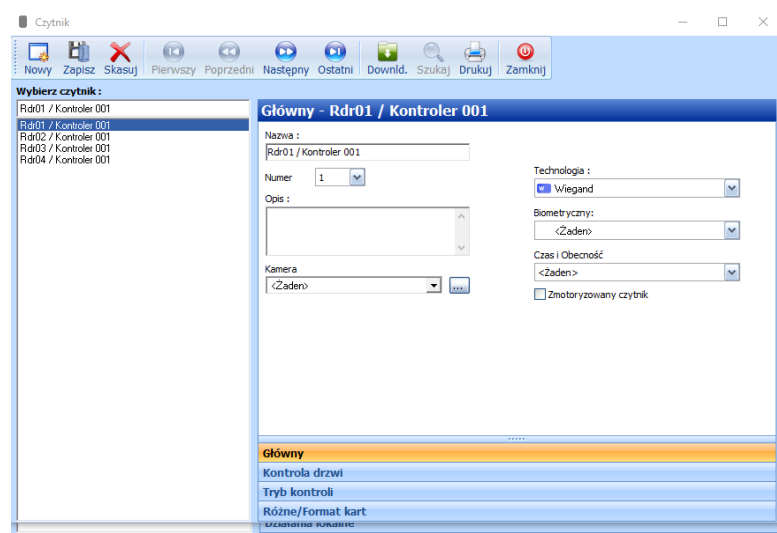 Czytnik
Nowy Zapisz Skasuj Pierwszy Poprzedni Następny Ostatni Downld. Szukaj Drukuj Zamknij
Wybierz czytnik :
Rdr01 / Kontroler 001
Rdr01 / Kontroler 001
Rdr02 / Kontroler 001
Rdr03 / Kontroler 001
Rdr04 / Kontroler 001
Główny - Rdr01 / Kontroler 001
Nazwa :
Rdr01 / Kontroler 001
Numer 1
Opis :
Kamera
<Żaden>
...
Technologia :
w Wiegand
Biometryczny:
<Żaden>
Czas i Obecność
<Żaden>
Zmotoryzowany czytnik
Główny
Kontrola drzwi
Tryb kontroli
Różne/Format kart
Działania lokalne